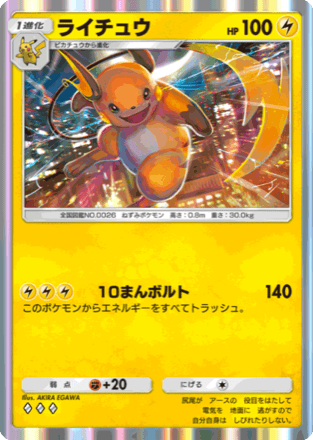 1進化
ライチュウ
HP 100
ピカチュウから進化
全国図鑑NO.0026 ねずみポケモン 高さ:0.8m 重さ:30.0kg
10まんボルト 140
このポケモンからエネルギーをすべてトラッシュ。
弱点 +20 にげる
Illus. AKIRA EGAWA
尻尾が アースの 役目をはたして
電気を 地面に 逃がすので
自分自身は しびれたりしない。